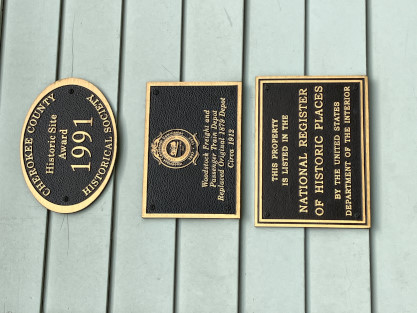 CHEROKEE COUNTY
Historic Site
Award
1991
HISTORICAL SOCIETY
Woodstock Freight and
Passenger Train Depot
Replaced Original 1879 Depot
Circa 1912
THIS PROPERTY
IS LISTED IN THE
NATIONAL REGISTER
OF HISTORIC PLACES
BY THE UNITED STATES
DEPARTMENT OF THE INTERIOR